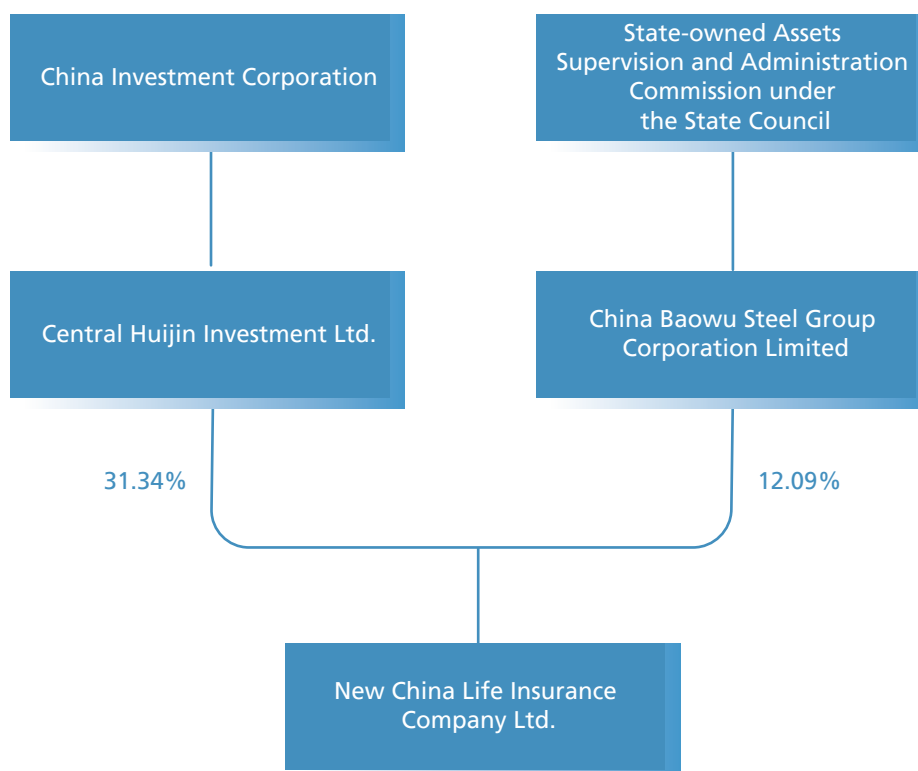 China Investment Corporation
State-owned Assets
Supervision and Administration
Commission under
the State Council
Central Huijin Investment Ltd.
China Baowu Steel Group
Corporation Limited
31.34%
12.09%
New China Life Insurance
Company Ltd.